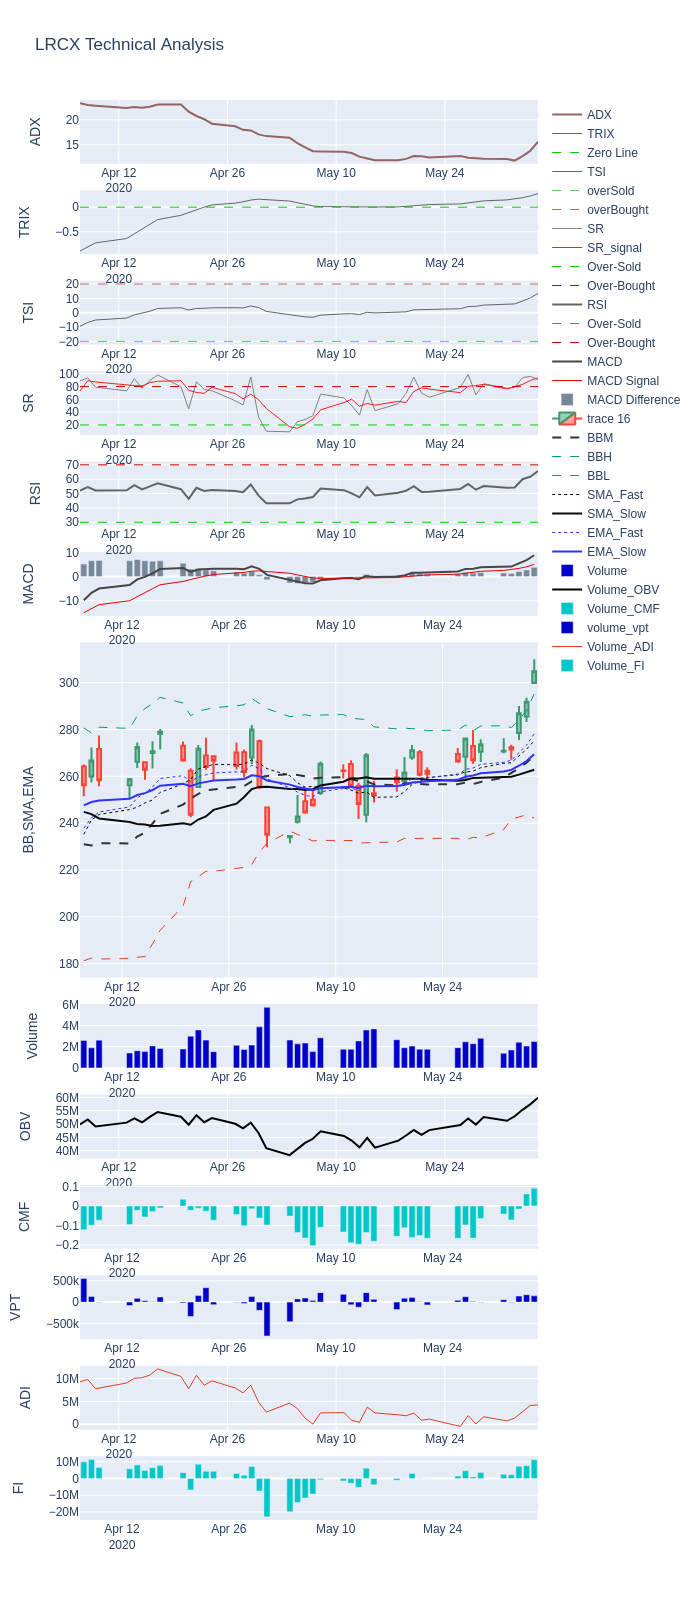 LRCX Technical Analysis
ADX
20
15
Apr 12
2020
Apr 26
May 10
May 24
TRIX
0
−0.5
Apr 12
2020
Apr 26
May 10
May 24
TSI
20
10
0
−10
−20
Apr 12
2020
Apr 26
May 10
May 24
SR
100
80
60
40
20
Apr 12
2020
Apr 26
May 10
May 24
RSI
70
60
50
40
30
Apr 12
2020
Apr 26
May 10
May 24
MACD
10
0
−10
Apr 12
2020
Apr 26
May 10
May 24
BB,SMA,EMA
300
280
260
240
220
200
180
Apr 12
2020
Apr 26
May 10
May 24
Volume
6M
4M
2M
0
Apr 12
2020
Apr 26
May 10
May 24
OBV
60M
55M
50M
45M
40M
Apr 12
2020
Apr 26
May 10
May 24
CMF
0.1
0
−0.1
−0.2
Apr 12
2020
Apr 26
May 10
May 24
VPT
500k
0
−500k
Apr 12
2020
Apr 26
May 10
May 24
ADI
10M
5M
0
Apr 12
2020
Apr 26
May 10
May 24
FI
10M
0
−10M
−20M
Apr 12
2020
Apr 26
May 10
May 24
ADX
TRIX
Zero Line
TSI
overSold
overBought
SR
SR_signal
Over-Sold
Over-Bought
RSI
Over-Sold
Over-Bought
MACD
MACD Signal
MACD Difference
trace 16
BBM
BBH
BBL
SMA_Fast
SMA_Slow
EMA_Fast
EMA_Slow
Volume
Volume_OBV
Volume_CMF
volume_vpt
Volume_ADI
Volume_FI